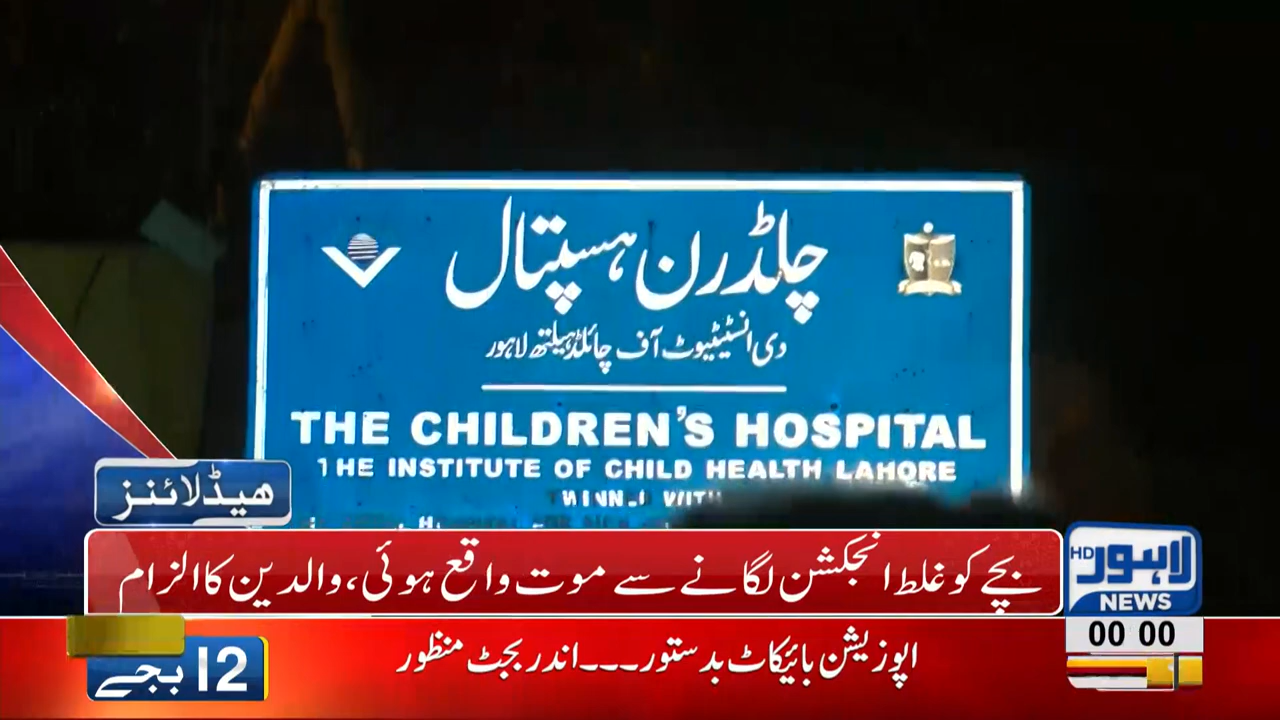 چلڈرن ہسپتال
دی انسٹیٹیوٹ آف چائلڈ ہیلتھ لاہور
THE CHILDREN'S HOSPITAL
THE INSTITUTE OF CHILD HEALTH LAHORE
ہیڈلائنز
بچے کو غلط انجکشن لگانے سے موت واقع ہوئی، والدین کا الزام
HD لاہور
NEWS
00 00
12 بجے
اپوزیشن بائیکاٹ بدستور۔۔۔اندر بجٹ منظور